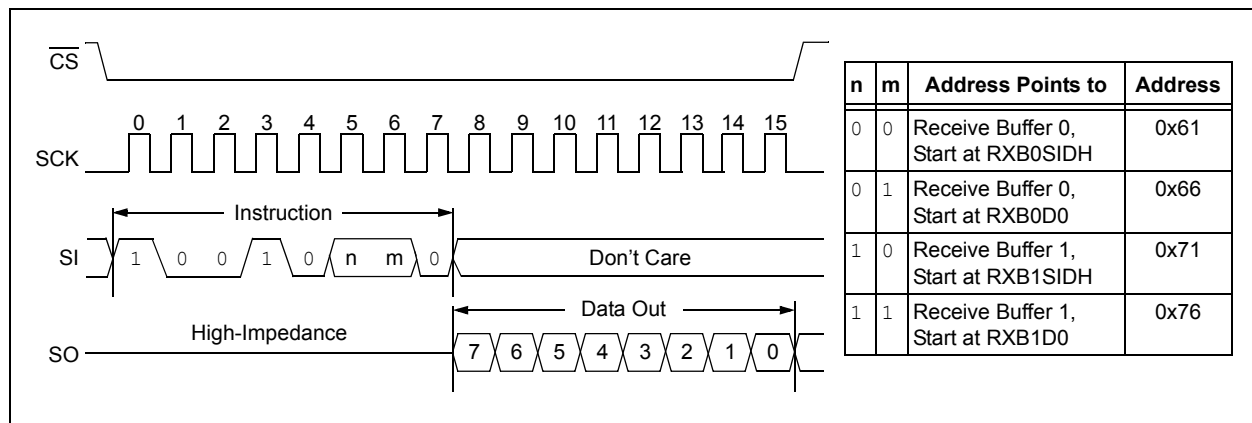 CS
0 1 2 3 4 5 6 7 8 9 10 11 12 13 14 15
SCK
Instruction
SI 1 0 0 1 0 n m 0 Don't Care
Data Out
High-Impedance
SO 7 6 5 4 3 2 1 0
n m Address Points to Address
0 0 Receive Buffer 0, 0x61
Start at RXB0SIDH
0 1 Receive Buffer 0, 0x66
Start at RXB0D0
1 0 Receive Buffer 1, 0x71
Start at RXB1SIDH
1 1 Receive Buffer 1, 0x76
Start at RXB1D0